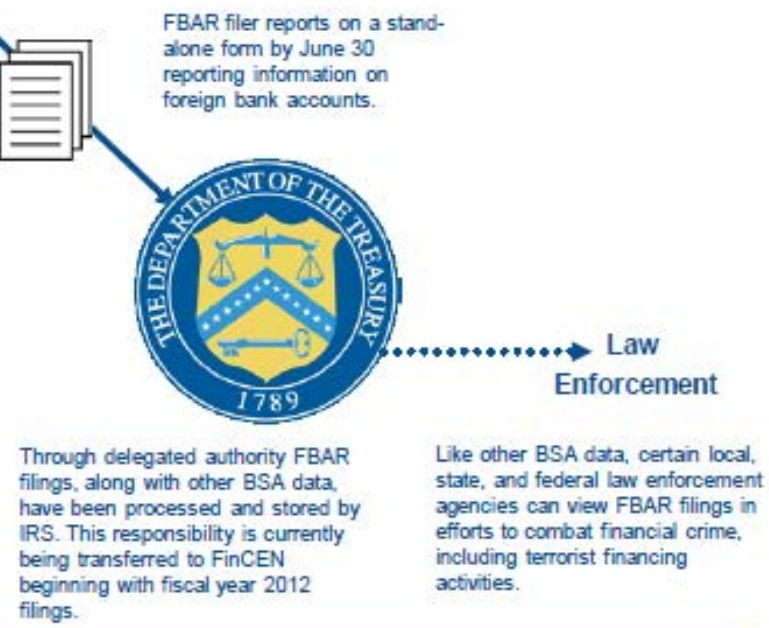 FBAR filer reports on a stand-
alone form by June 30
reporting information on
foreign bank accounts.
THE DEPARTMENT OF THE TREASURY
1789
Law
Enforcement
Through delegated authority FBAR
filings, along with other BSA data,
have been processed and stored by
IRS. This responsibility is currently
being transferred to FinCEN
beginning with fiscal year 2012
filings.
Like other BSA data, certain local,
state, and federal law enforcement
agencies can view FBAR filings in
efforts to combat financial crime,
including terrorist financing
activities.